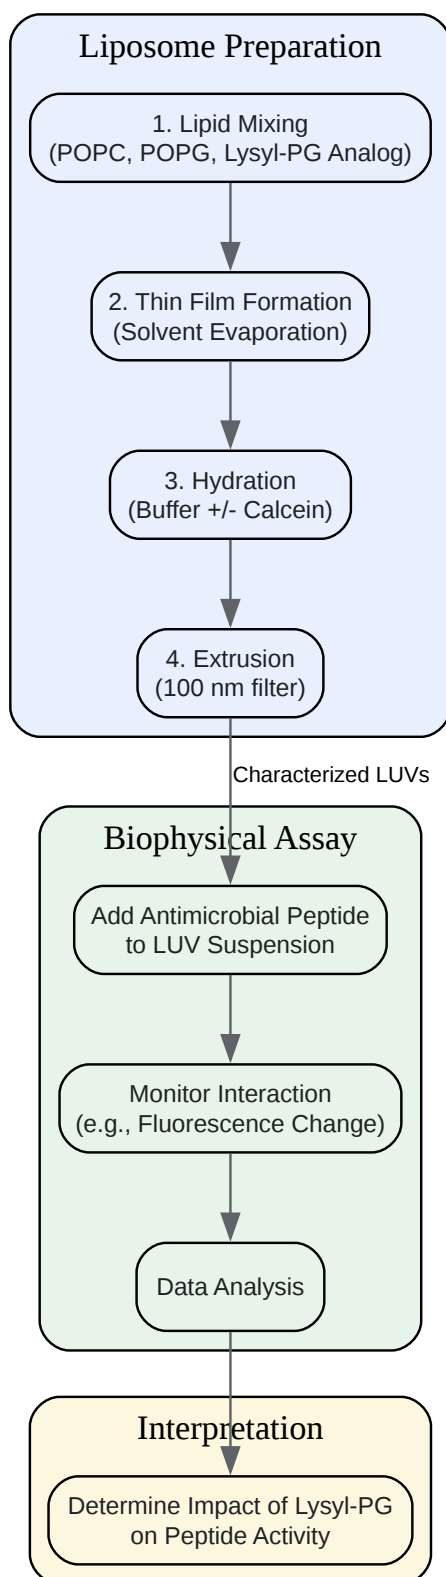 Liposome Preparation
1. Lipid Mixing
(POPC, POPG, Lysyl-PG Analog)
2. Thin Film Formation
(Solvent Evaporation)
3. Hydration
(Buffer +/- Calcein)
4. Extrusion
(100 nm filter)
Characterized LUVs
Biophysical Assay
Add Antimicrobial Peptide
to LUV Suspension
Monitor Interaction
(e.g., Fluorescence Change)
Data Analysis
Interpretation
Determine Impact of Lysyl-PG
on Peptide Activity